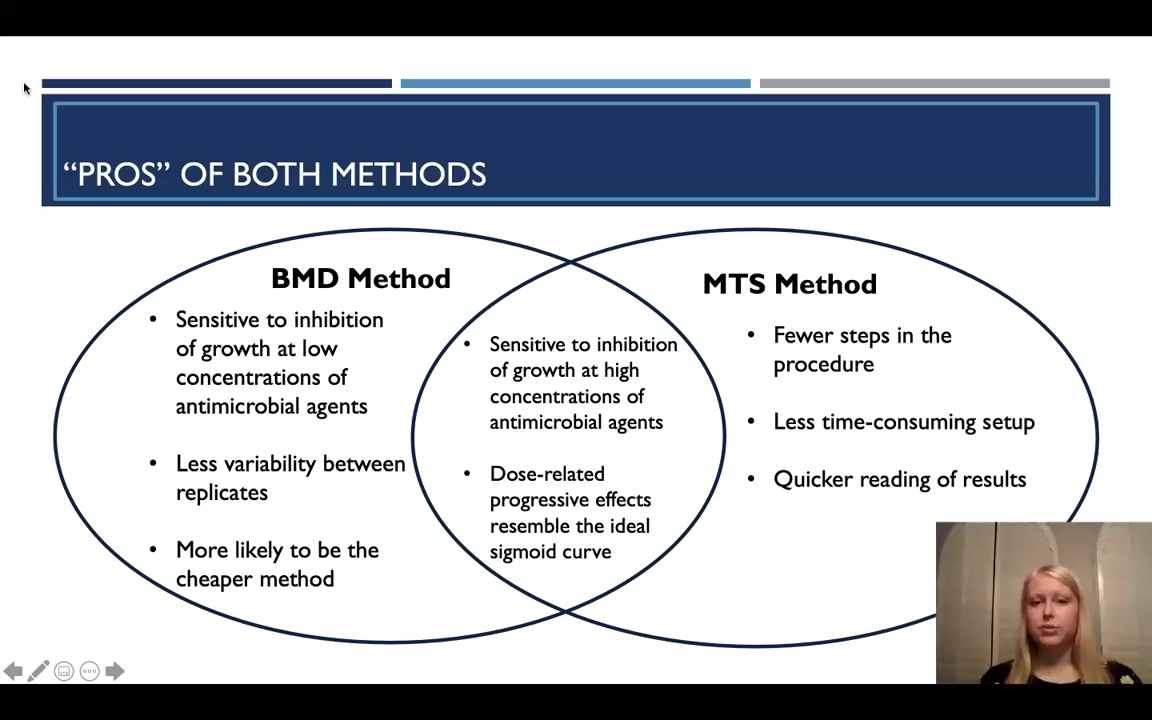 “PROS” OF BOTH METHODS
BMD Method
• Sensitive to inhibition
of growth at low
concentrations of
antimicrobial agents
• Less variability between
replicates
• More likely to be the
cheaper method
• Sensitive to inhibition
of growth at high
concentrations of
antimicrobial agents
• Dose-related
progressive effects
resemble the ideal
sigmoid curve
MTS Method
• Fewer steps in the
procedure
• Less time-consuming setup
• Quicker reading of results